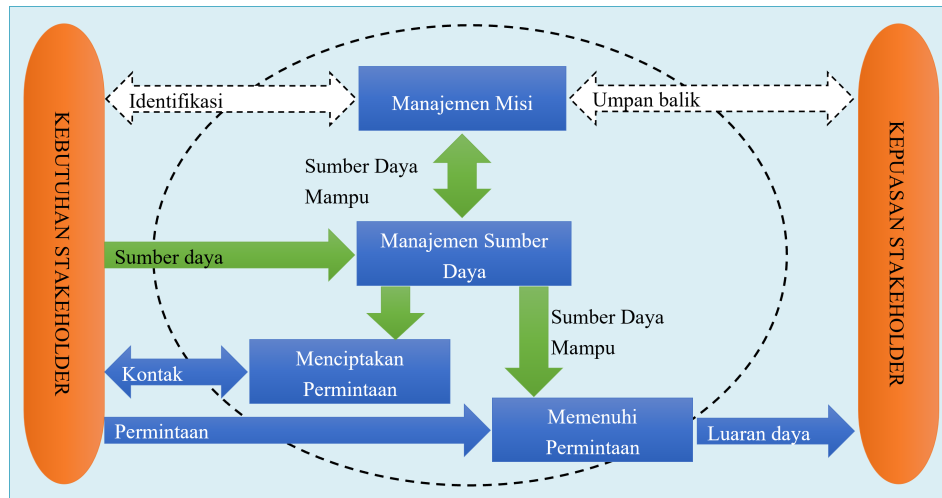 KEBUTUHAN STAKEHOLDER
Identifikasi
Manajemen Misi
Umpan balik
KEPUASAN STAKEHOLDER
Sumber Daya
Mampu
Sumber daya
Manajemen Sumber
Daya
Sumber Daya
Mampu
Kontak
Menciptakan
Permintaan
Permintaan
Memenuhi
Permintaan
Luaran daya